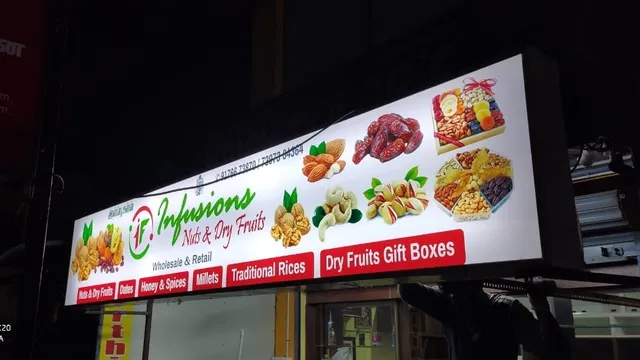 iF
Infusions
Nuts & Dry Fruits
Wholesale & Retail
Nuts & Dry Fruits
Dates
Honey & Spices
Millets
Traditional Rices
Dry Fruits Gift Boxes